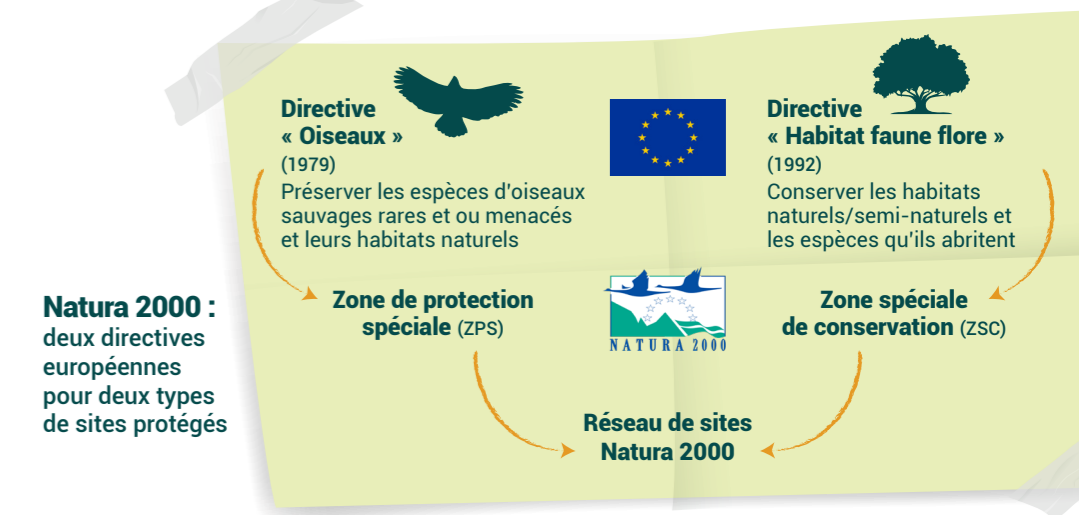 Directive
« Oiseaux »
(1979)
Préserver les espèces d'oiseaux
sauvages rares et ou menacés
et leurs habitats naturels
Directive
« Habitat faune flore »
(1992)
Conserver les habitats
naturels/semi-naturels et
les espèces qu'ils abritent
Natura 2000 :
deux directives
européennes
pour deux types
de sites protégés
Zone de protection
spéciale (ZPS)
NATURA 2000
Zone spéciale
de conservation (ZSC)
Réseau de sites
Natura 2000